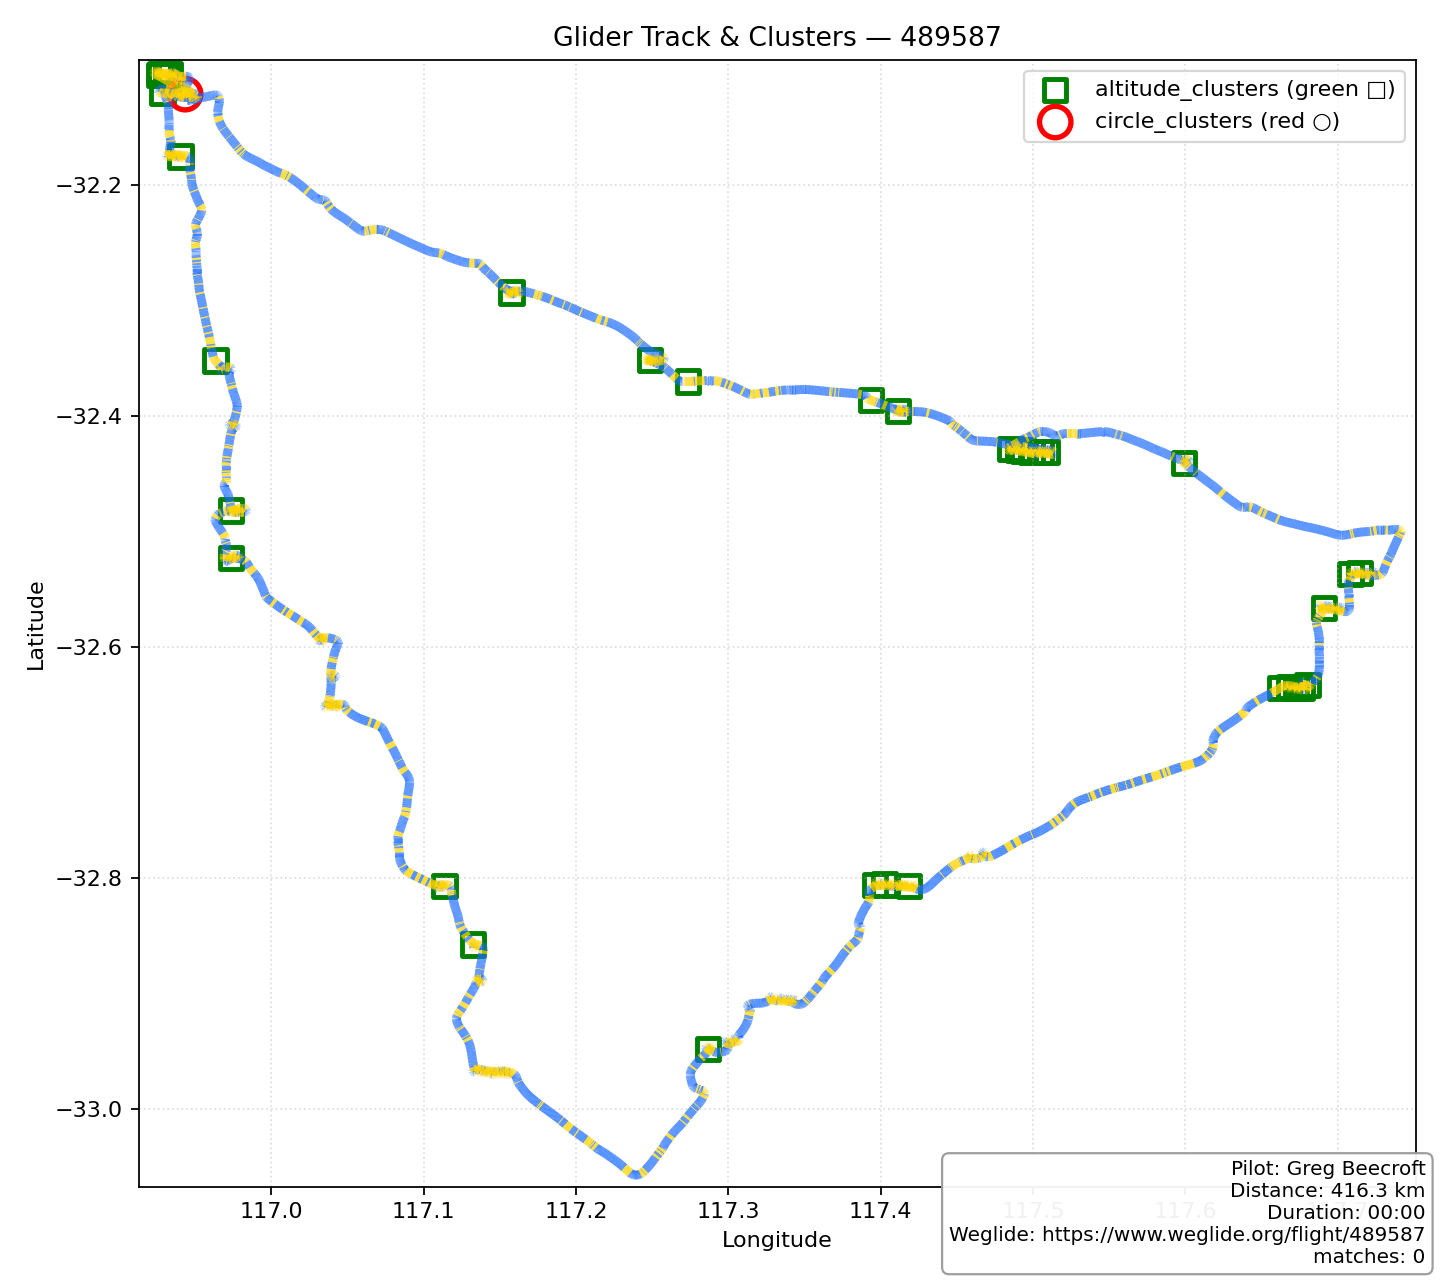 Glider Track & Clusters — 489587
altitude_clusters (green □)
circle_clusters (red ○)
Latitude
−32.2
−32.4
−32.6
−32.8
−33.0
117.0
117.1
117.2
117.3
117.4
117.5
117.6
Longitude
Pilot: Greg Beecroft
Distance: 416.3 km
Duration: 00:00
Weglide: https://www.weglide.org/flight/489587
matches: 0